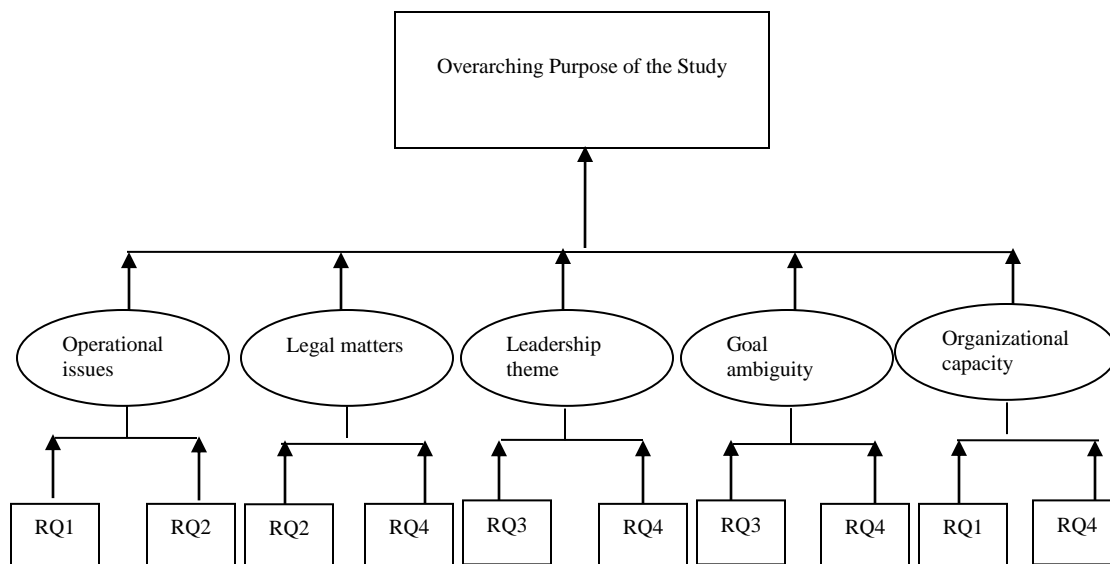 Overarching Purpose of the Study
Operational
issues
Legal matters
Leadership
theme
Goal
ambiguity
Organizational
capacity
RQ1
RQ2
RQ2
RQ4
RQ3
RQ4
RQ3
RQ4
RQ1
RQ4